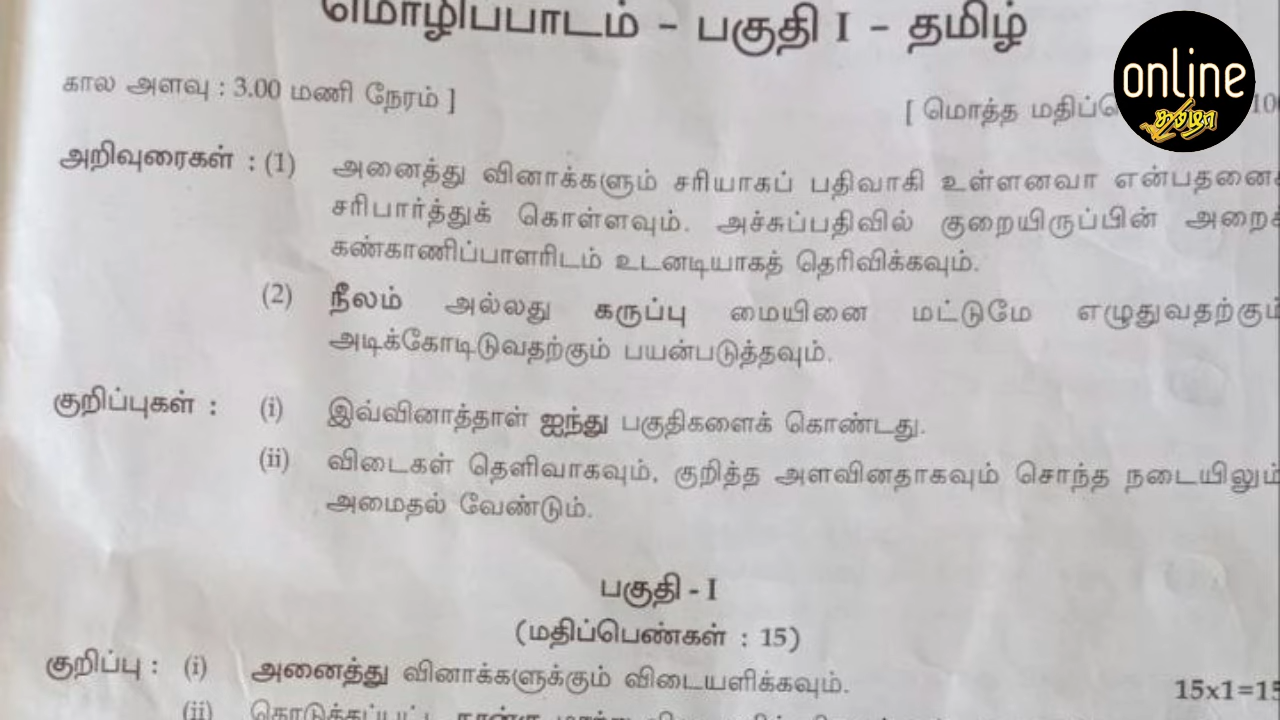 மொழிப்பாடம் – பகுதி I – தமிழ்
online
தமிழா
கால அளவு : 3.00 மணி நேரம் ]
[ மொத்த 10
அறிவுரைகள் : (1) அனைத்து வினாக்களும் சரியாகப் பதிவாகி உள்ளனவா என்பதனை
சரிபார்த்துக் கொள்ளவும். அச்சுப்பதிவில் குறையிருப்பின் அறைக்
கண்காணிப்பாளரிடம் உடனடியாகத் தெரிவிக்கவும்.
(2) நீலம் அல்லது கருப்பு மையினை மட்டுமே எழுதுவதற்கும்
அடிக்கோடிடுவதற்கும் பயன்படுத்தவும்.
குறிப்புகள் : (i) இவ்வினாத்தாள் ஐந்து பகுதிகளைக் கொண்டது.
(ii) விடைகள் தெளிவாகவும், குறித்த அளவினதாகவும் சொந்த நடையிலும்
அமைதல் வேண்டும்.
பகுதி - I
(மதிப்பெண்கள் : 15)
குறிப்பு : (i) அனைத்து வினாக்களுக்கும் விடையளிக்கவும்.
15x1=15
(ii)